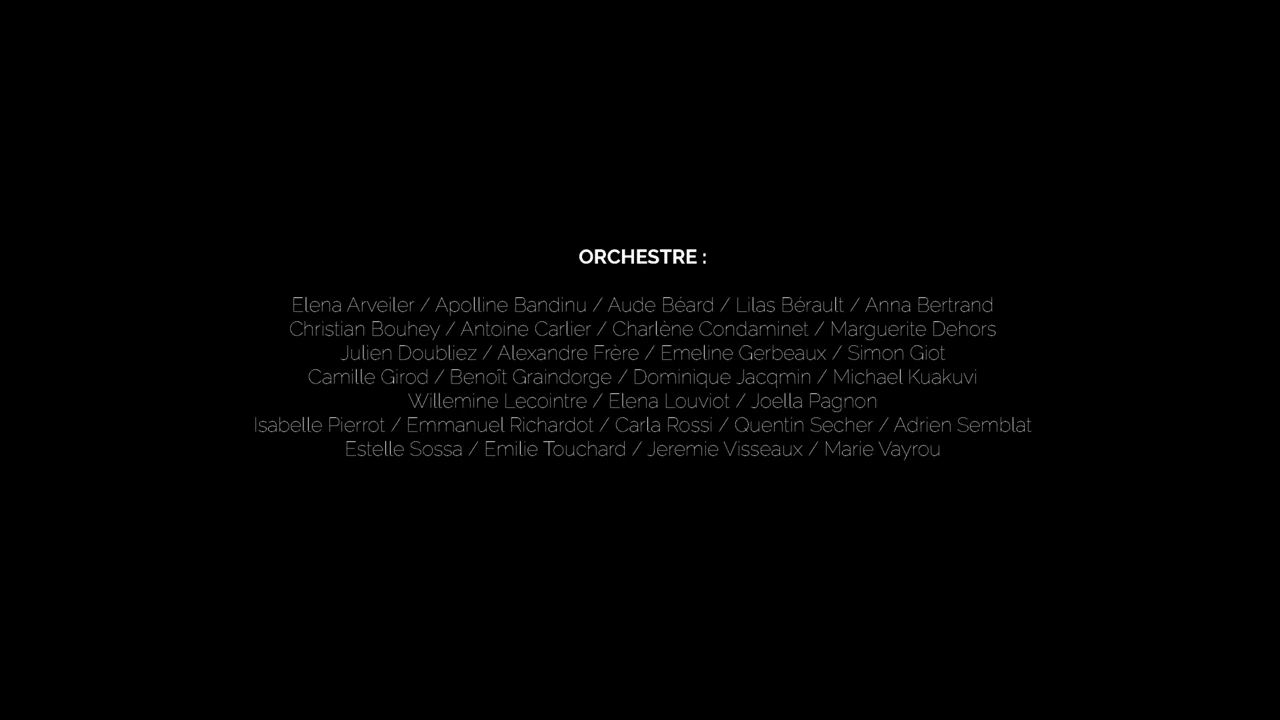 ORCHESTRE :
Elena Arveiler / Apolline Bandinu / Aude Béard / Lilas Bérault / Anna Bertrand
Christian Bouhey / Antoine Carlier / Charlène Condaminet / Marguerite Dehors
Julien Doubliez / Alexandre Frère / Emeline Gerbeaux / Simon Giot
Camille Girod / Benoît Graindorge / Dominique Jacqmin / Michael Kuakuvi
Willemine Lecointre / Elena Louviot / Joella Pagnon
Isabelle Pierrot / Emmanuel Richardot / Carla Rossi / Quentin Secher / Adrien Semblat
Estelle Sossa / Emilie Touchard / Jeremie Visseaux / Marie Vayrou